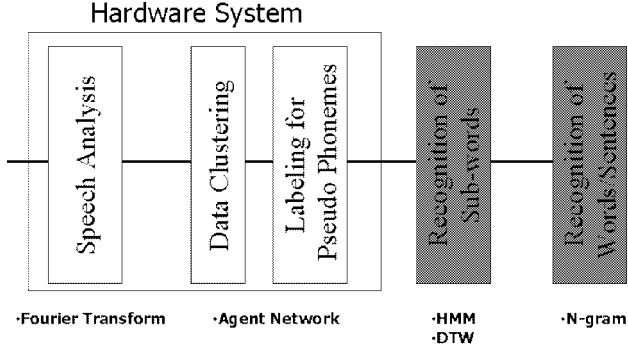 Hardware System
Speech Analysis
Data Clustering
Labeling for
Pseudo Phonemes
Recognition of
Sub-words
Recognition of
Words/Sentences
·Fourier Transform
·Agent Network
·HMM
·DTW
·N-gram